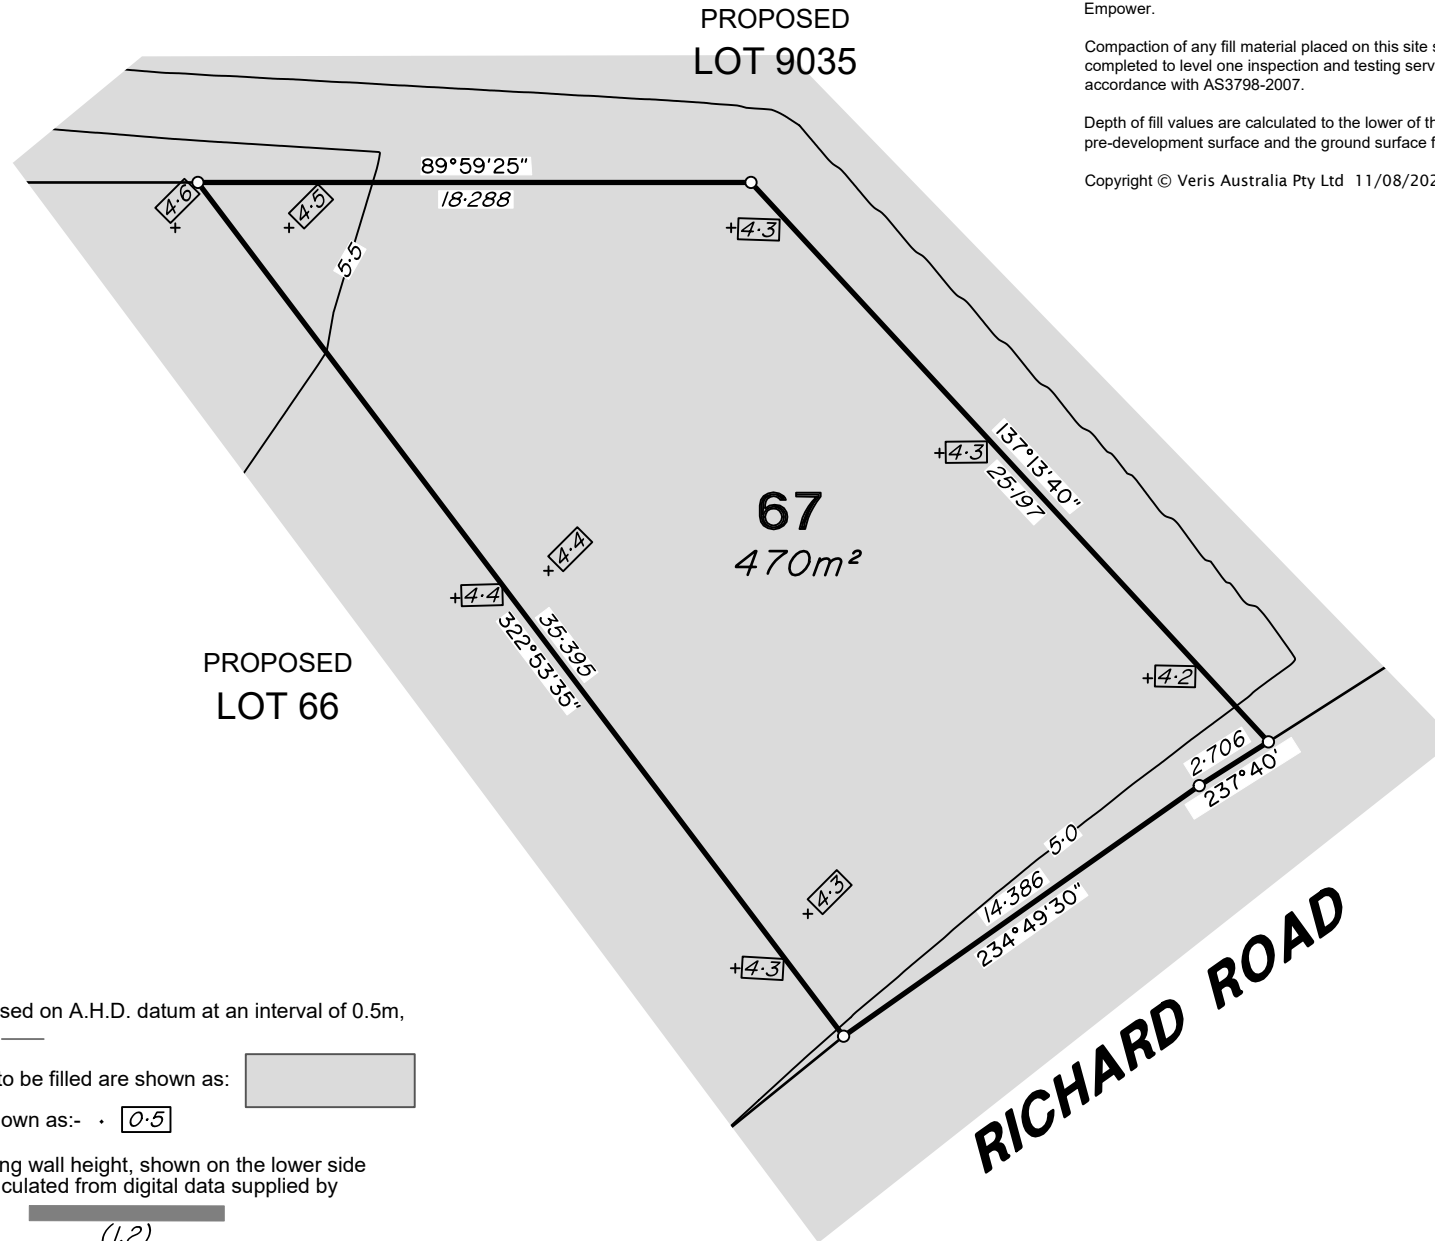 PROPOSED
LOT 9035
Empower.
Compaction of any fill material placed on this site s
completed to level one inspection and testing serv
accordance with AS3798-2007.
Depth of fill values are calculated to the lower of th
pre-development surface and the ground surface f
Copyright © Veris Australia Pty Ltd 11/08/202
89°59'25"
18·288
4·6
4·5
4·3
5·5
137°13'40"
25·197
4·3
67
470m²
4·4
4·4
35·395
322°53'35"
PROPOSED
LOT 66
4·2
2·706
237°40'
5·0
14·386
234°49'30"
4·3
4·3
RICHARD ROAD
sed on A.H.D. datum at an interval of 0.5m,
to be filled are shown as:
own as:- · 0·5
ng wall height, shown on the lower side
culated from digital data supplied by
(1.2)